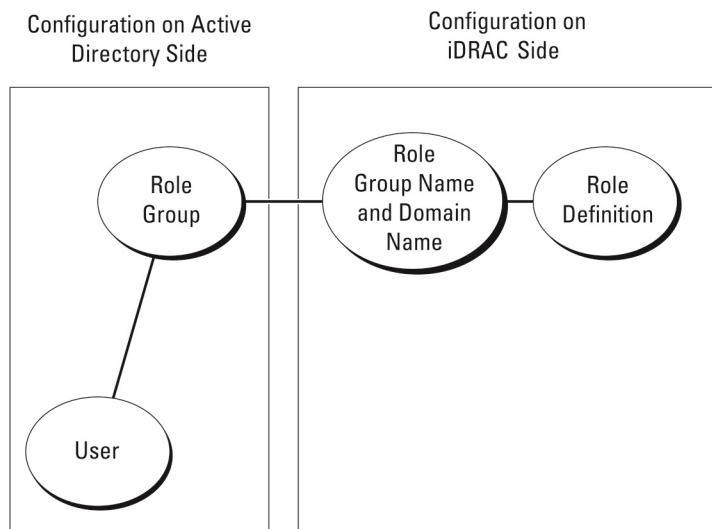 Configuration on Active
Directory Side
Configuration on
iDRAC Side
Role
Group
Role
Group Name
and Domain
Name
Role
Definition
User